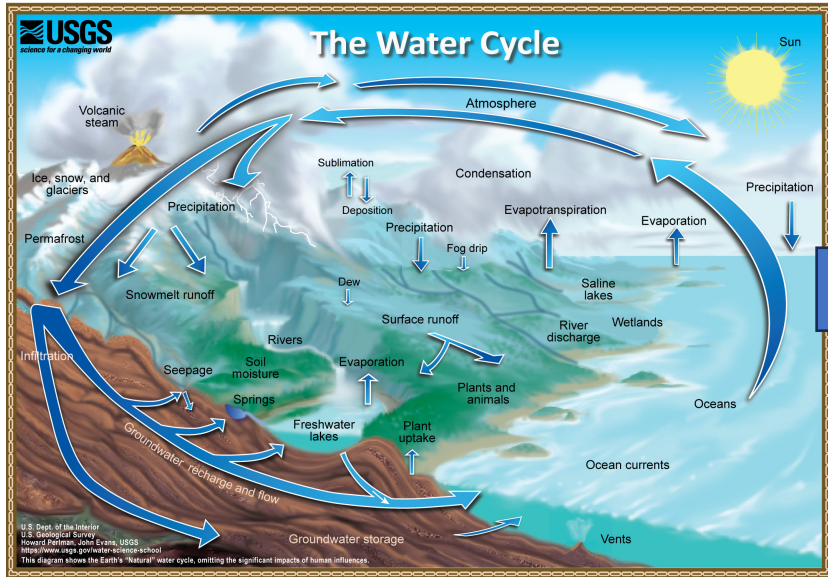 USGS
science for a changing world
The Water Cycle
Sun
Volcanic
steam
Atmosphere
Ice, snow, and
glaciers
Sublimation
Condensation
Precipitation
Precipitation
Deposition
Evapotranspiration
Evaporation
Precipitation
Permafrost
Fog drip
Snowmelt runoff
Dew
Saline
lakes
Surface runoff
River
discharge
Wetlands
Infiltration
Rivers
Seepage
Soil
moisture
Evaporation
Plants and
animals
Springs
Oceans
Freshwater
lakes
Plant
uptake
Groundwater recharge and flow
Ocean currents
Groundwater storage
Vents
U.S. Dept. of the Interior
U.S. Geological Survey
Howard Perlman, John Evans, USGS
https://www.usgs.gov/water-science-school
This diagram shows the Earth's "Natural" water cycle, omitting the significant impacts of human influences.